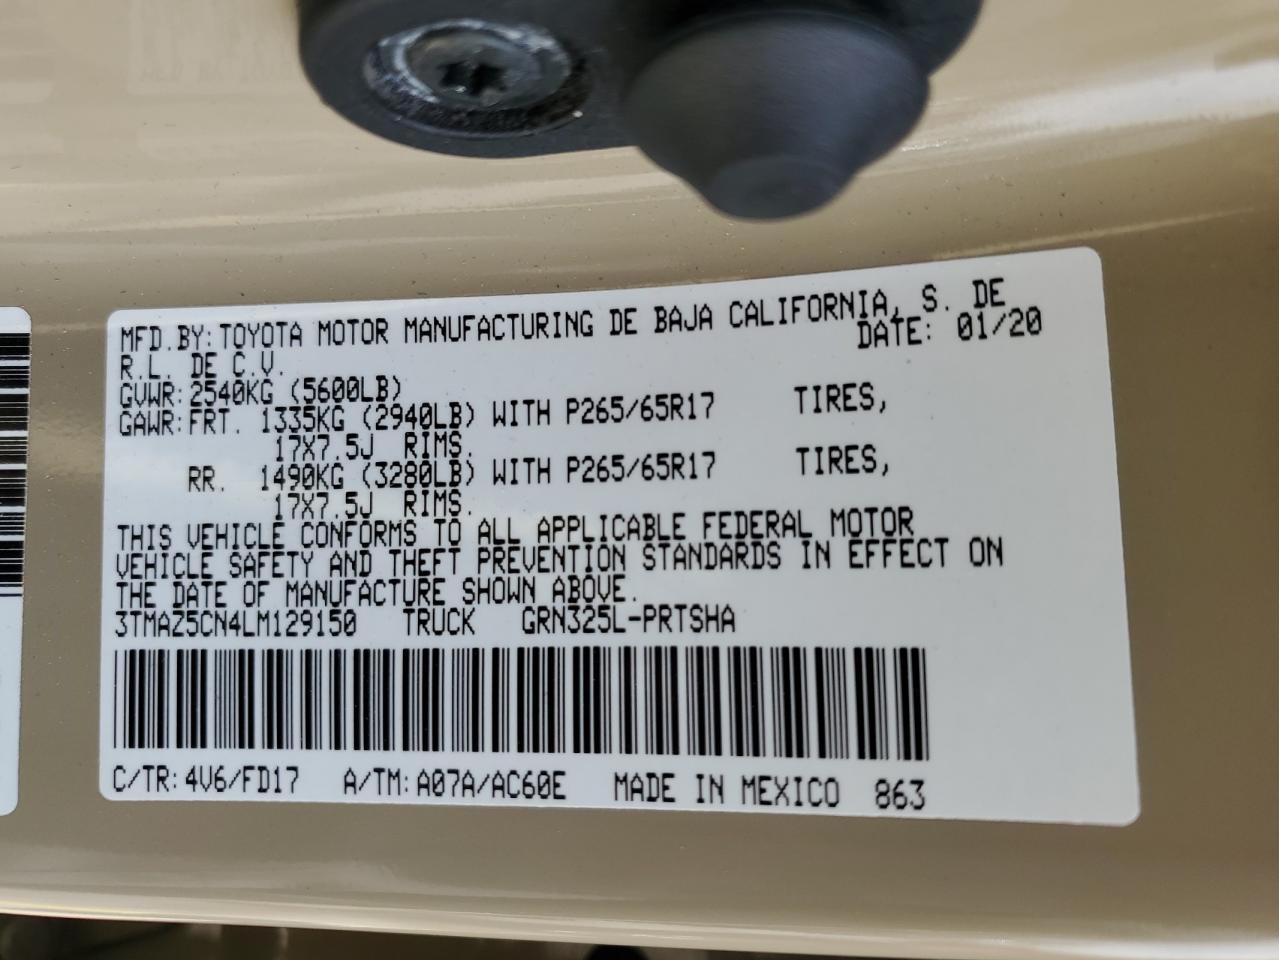 MFD.BY: TOYOTA MOTOR MANUFACTURING DE BAJA CALIFORNIA, S. DE
R.L. DE C.V. DATE: 01/20
GVWR: 2540KG (5600LB)
GAWR: FRT. 1335KG (2940LB) WITH P265/65R17 TIRES,
17X7.5J RIMS.
RR. 1490KG (3280LB) WITH P265/65R17 TIRES,
17X7.5J RIMS.
THIS VEHICLE CONFORMS TO ALL APPLICABLE FEDERAL MOTOR
VEHICLE SAFETY AND THEFT PREVENTION STANDARDS IN EFFECT ON
THE DATE OF MANUFACTURE SHOWN ABOVE.
3TMAZ5CN4LM129150 TRUCK GRN325L-PRTSHA
C/TR: 4V6/FD17 A/TM: A07A/AC60E MADE IN MEXICO 863